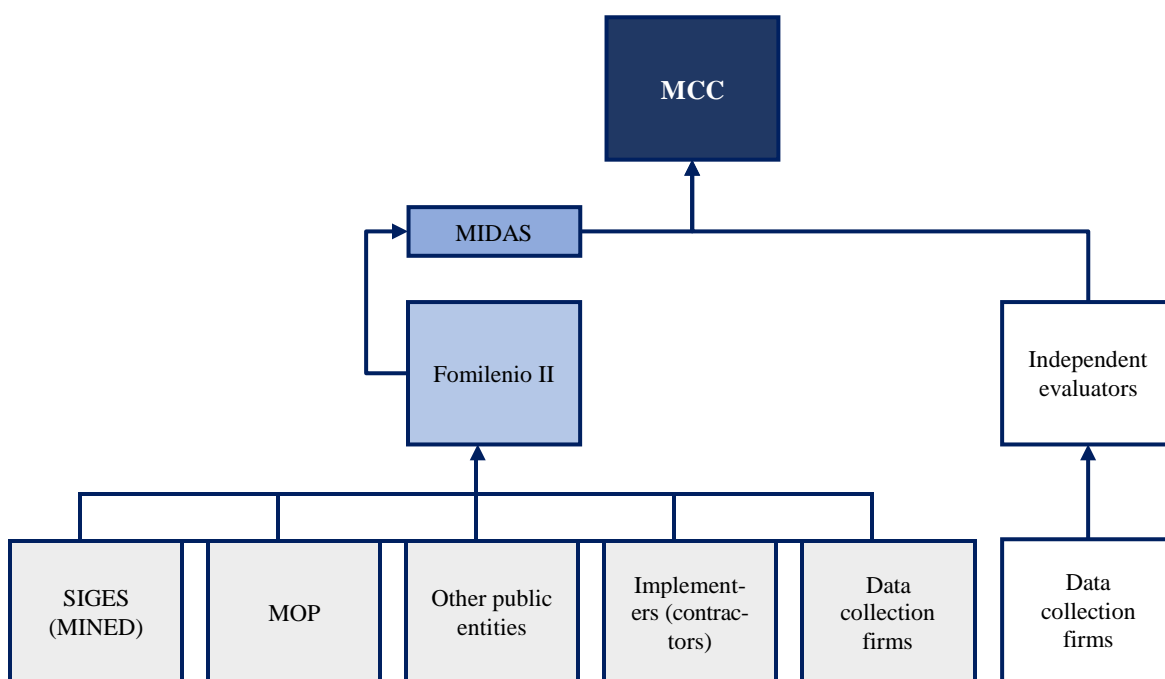 MCC
MIDAS
Fomilenio II
Independent
evaluators
SIGES
(MINED)
MOP
Other public
entities
Implement-
ers (contrac-
tors)
Data
collection
firms
Data
collection
firms